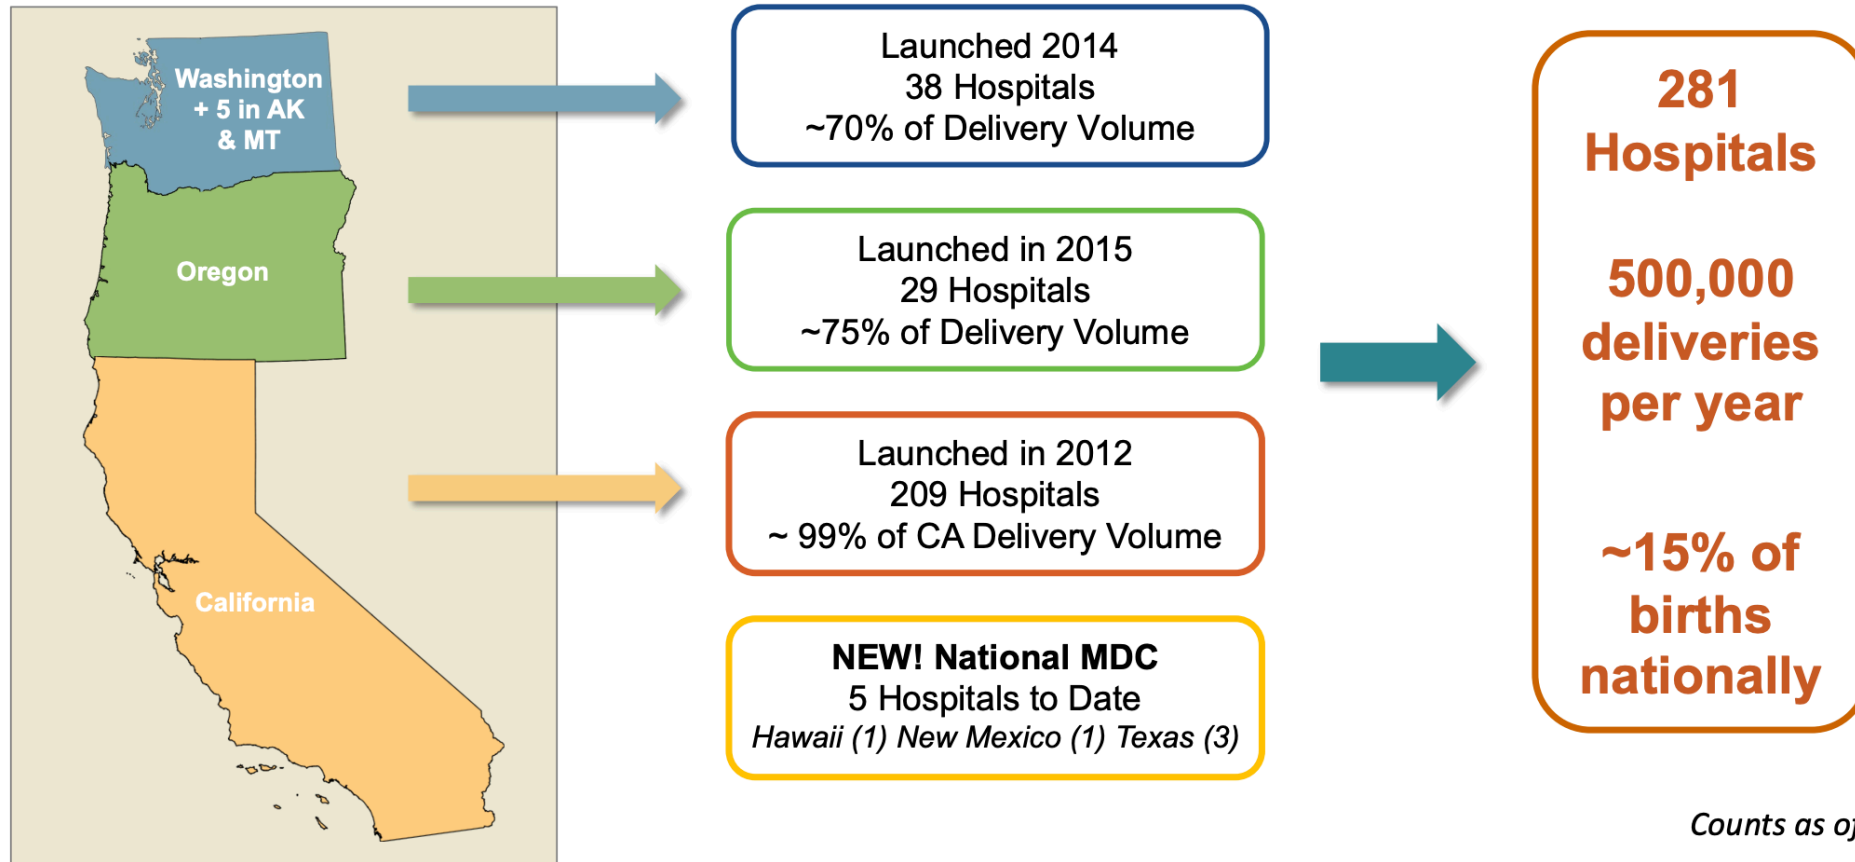 Washington
+ 5 in AK
& MT
Oregon
California
Launched 2014
38 Hospitals
~70% of Delivery Volume
Launched in 2015
29 Hospitals
~75% of Delivery Volume
Launched in 2012
209 Hospitals
~ 99% of CA Delivery Volume
NEW! National MDC
5 Hospitals to Date
Hawaii (1) New Mexico (1) Texas (3)
281
Hospitals
500,000
deliveries
per year
~15% of
births
nationally
Counts as of